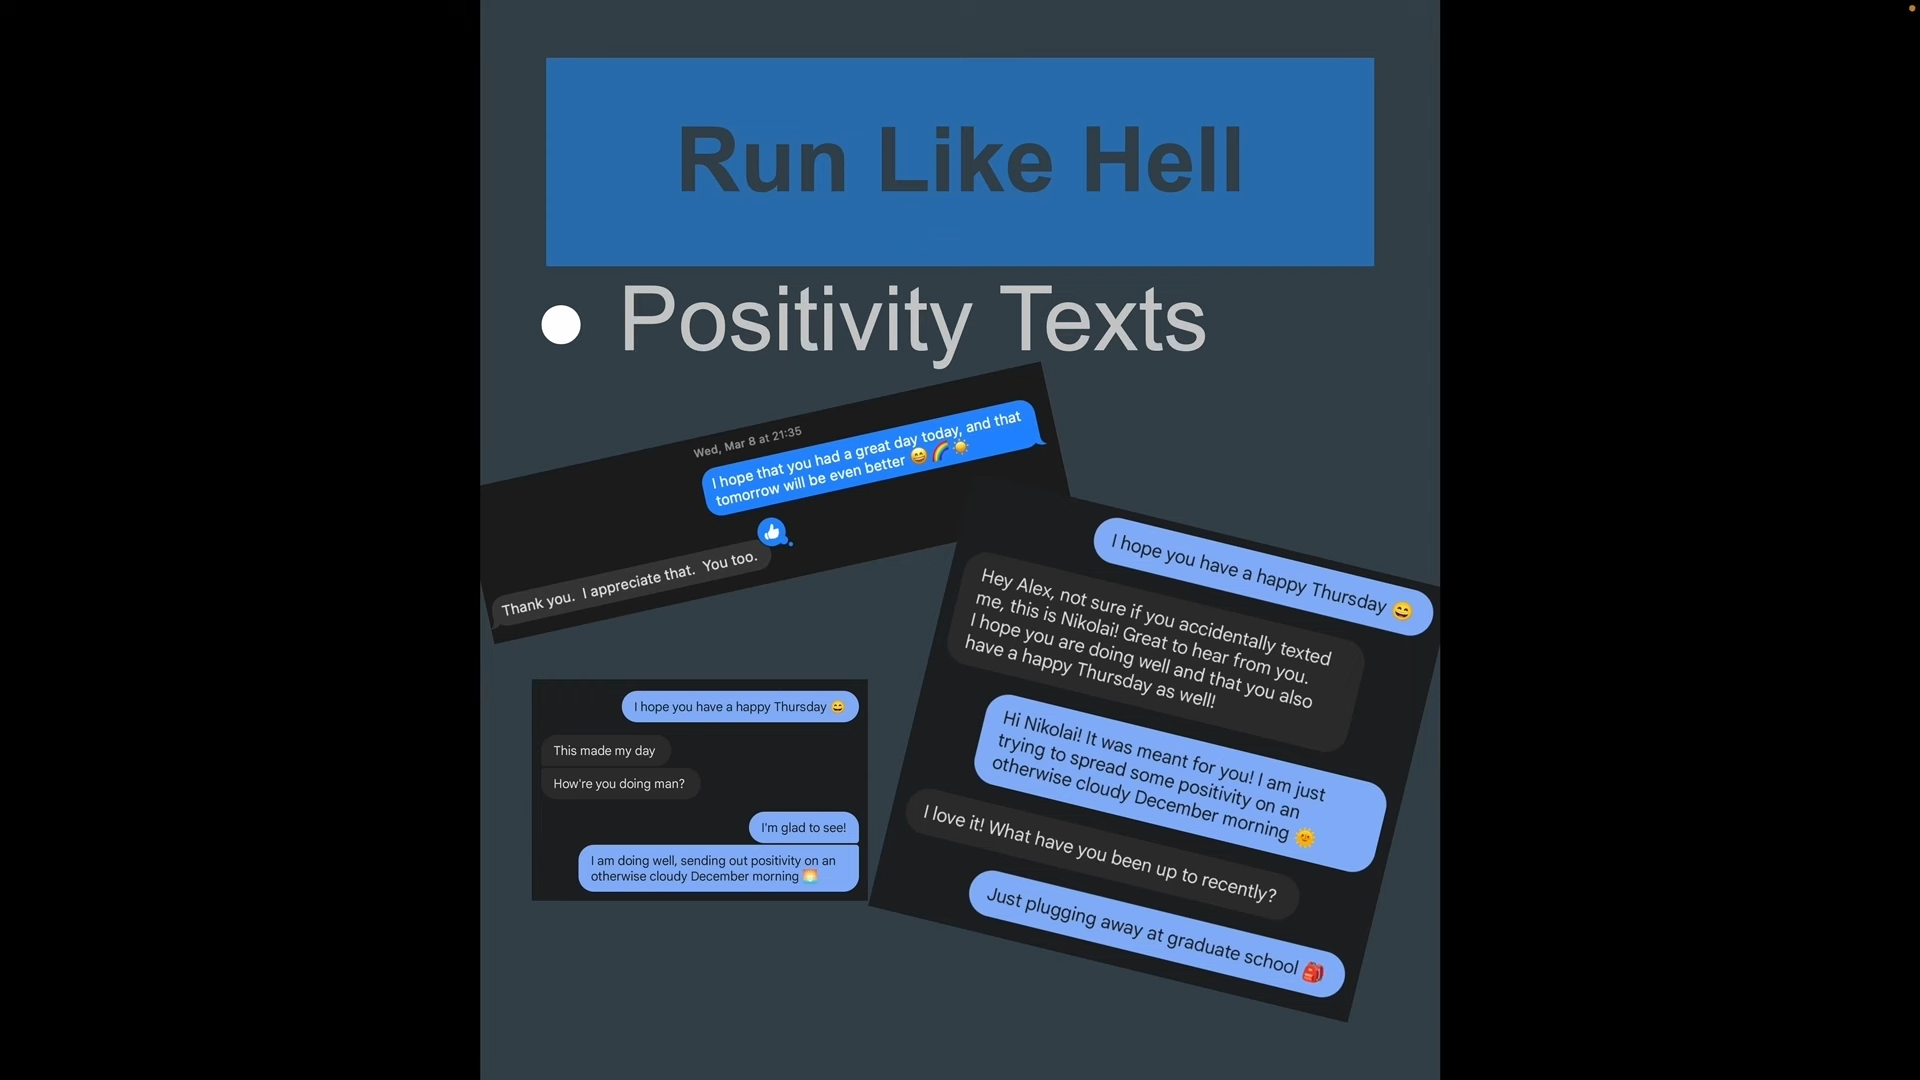 Run Like Hell
● Positivity Texts
Wed, Mar 8 at 21:35
I hope that you had a great day today, and that
tomorrow will be even better 😄🌈☀️
Thank you. I appreciate that. You too.
I hope you have a happy Thursday 😄
Hey Alex, not sure if you accidentally texted
me, this is Nikolai! Great to hear from you.
I hope you are doing well and that you also
have a happy Thursday as well!
Hi Nikolai! It was meant for you! I am just
trying to spread some positivity on an
otherwise cloudy December morning 🌞
I love it! What have you been up to recently?
Just plugging away at graduate school 🎒
I hope you have a happy Thursday 😄
This made my day
How're you doing man?
I'm glad to see!
I am doing well, sending out positivity on an
otherwise cloudy December morning 🌅